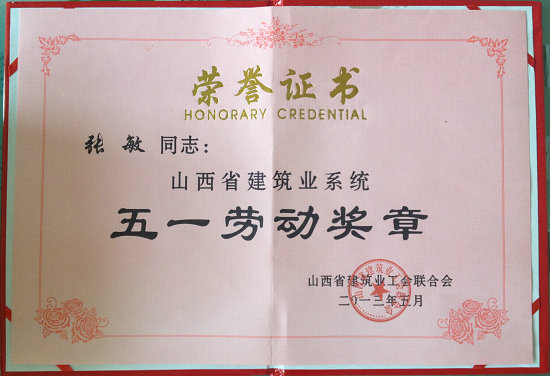 荣誉证书
HONORARY CREDENTIAL
张 敏 同志：
山西省建筑业系统
五一劳动奖章
山西省建筑业工会联合会
二〇一三年五月